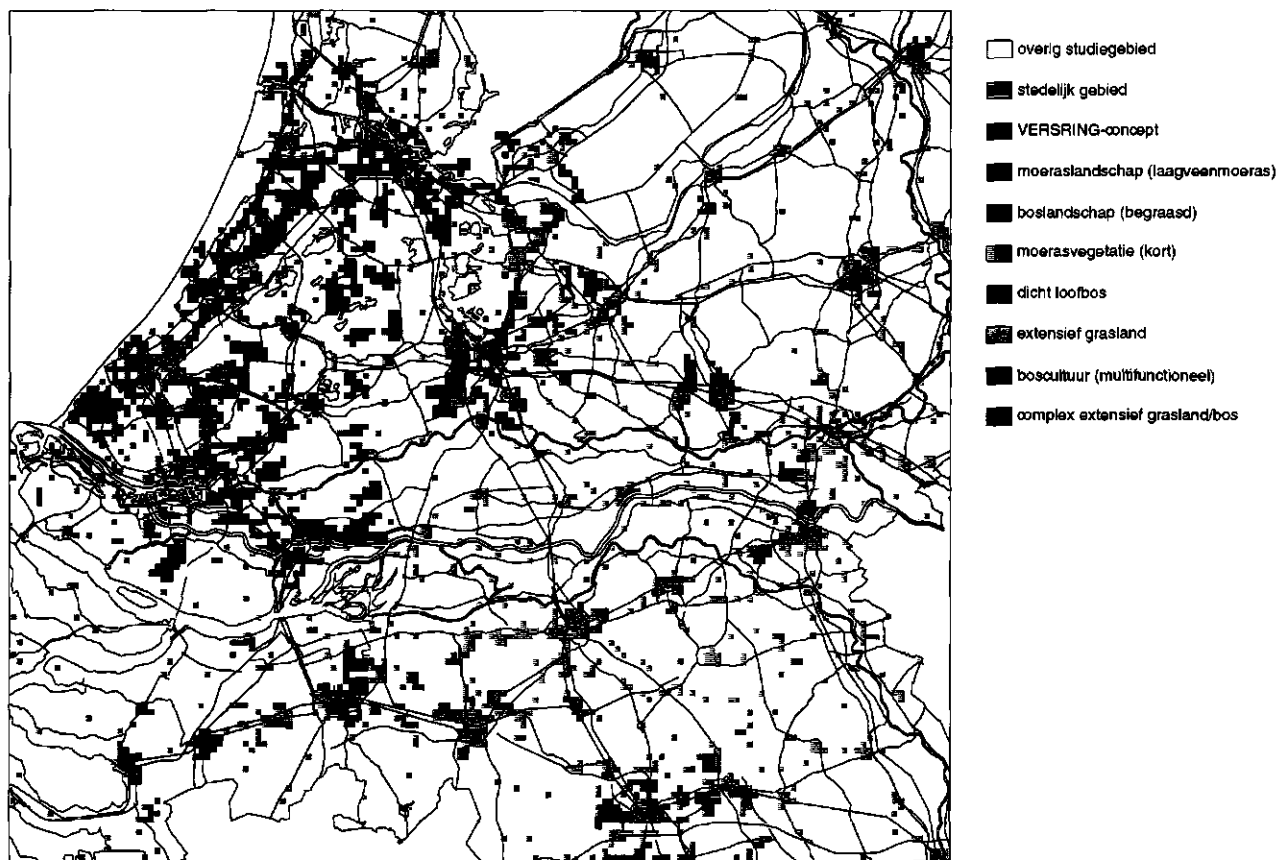 overig studiegebied
stedelijk gebied
VERSRING-concept
moeraslandschap (laagveenmoeras)
boslandschap (begraasd)
moerasvegetatie (kort)
dicht loofbos
extensief grasland
boscultuur (multifunctioneel)
complex extensief grasland/bos